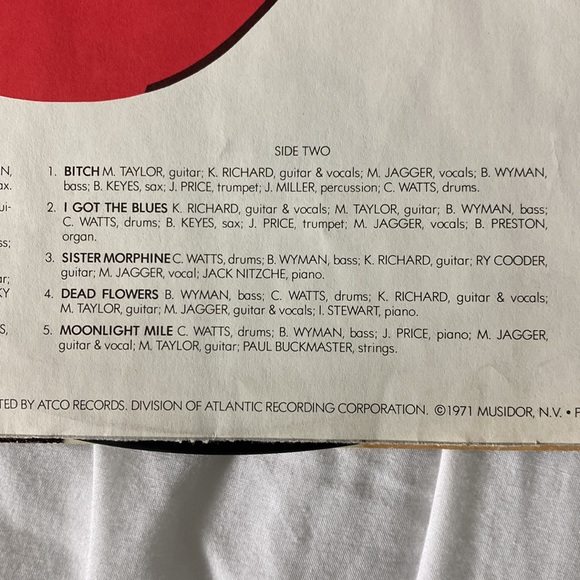 SIDE TWO
1. BITCH M. TAYLOR, guitar; K. RICHARD, guitar & vocals; M. JAGGER, vocals; B. WYMAN,
bass; B. KEYES, sax; J. PRICE, trumpet; J. MILLER, percussion; C. WATTS, drums.
2. I GOT THE BLUES K. RICHARD, guitar & vocals; M. TAYLOR, guitar; B. WYMAN, bass;
C. WATTS, drums; B. KEYES, sax; J. PRICE, trumpet; M. JAGGER, vocals; B. PRESTON,
organ.
3. SISTER MORPHINE C. WATTS, drums; B. WYMAN, bass; K. RICHARD, guitar; RY COODER,
guitar; M. JAGGER, vocal; JACK NITZCHE, piano.
4. DEAD FLOWERS B. WYMAN, bass; C. WATTS, drums; K. RICHARD, guitar & vocals;
M. TAYLOR, guitar; M. JAGGER, guitar & vocals; I. STEWART, piano.
5. MOONLIGHT MILE C. WATTS, drums; B. WYMAN, bass; J. PRICE, piano; M. JAGGER,
guitar & vocal; M. TAYLOR, guitar; PAUL BUCKMASTER, strings.
TED BY ATCO RECORDS. DIVISION OF ATLANTIC RECORDING CORPORATION. ©1971 MUSIDOR, N.V. •